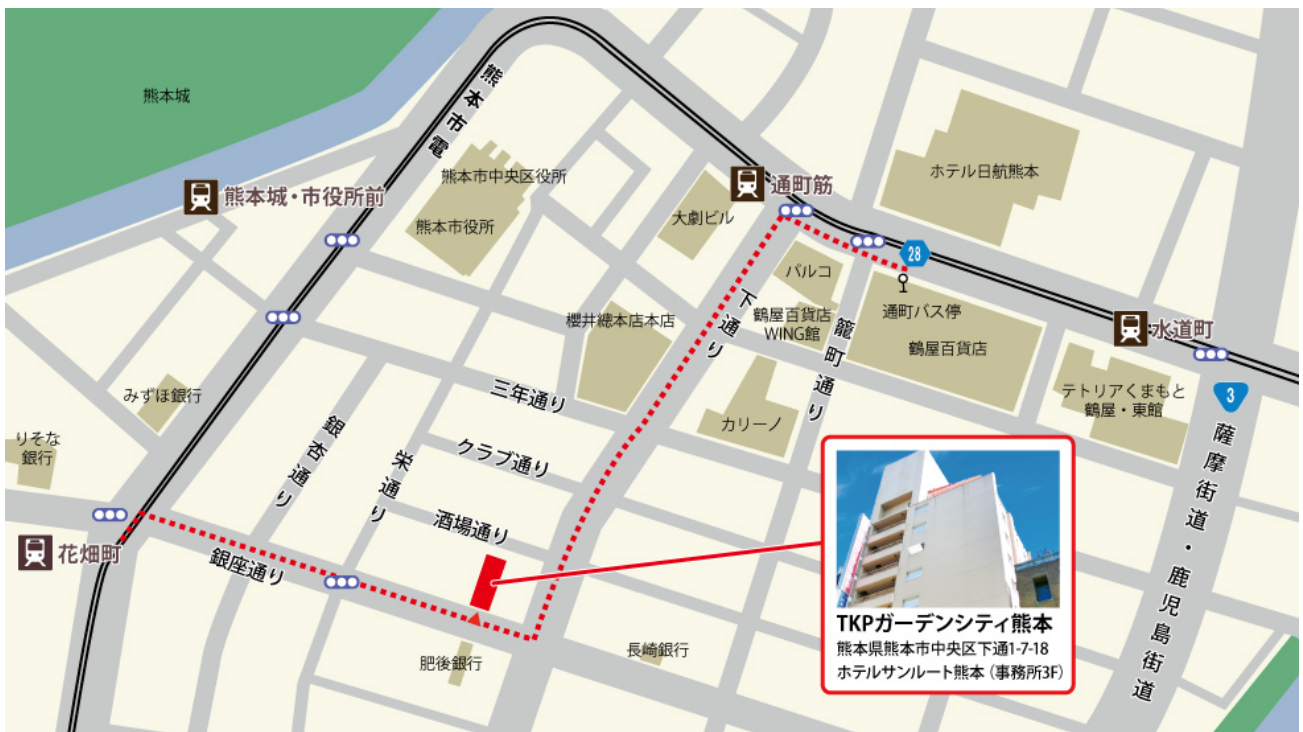 熊本城
熊本市電
熊本市中央区役所
熊本市役所
熊本城・市役所前
通町筋
大劇ビル
ホテル日航熊本
28
パルコ
鶴屋百貨店
WING館
通町バス停
鶴屋百貨店
水道町
下通り
籠町通り
櫻井總本店本店
テトリアくまもと
鶴屋・東館
3
薩摩街道・鹿児島街道
みずほ銀行
りそな
銀行
三年通り
カリーノ
銀杏通り
栄通り
クラブ通り
酒場通り
花畑町
銀座通り
肥後銀行
長崎銀行
TKPガーデンシティ熊本
熊本県熊本市中央区下通1-7-18
ホテルサンルート熊本（事務所3F）